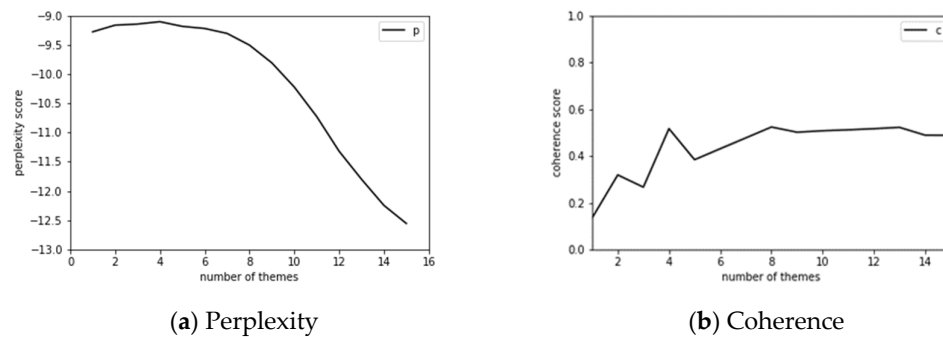 −9.0
−9.5
−10.0
−10.5
−11.0
−11.5
−12.0
−12.5
−13.0
perplexity score
p
0 2 4 6 8 10 12 14 16
number of themes
(a) Perplexity
1.0
0.8
0.6
0.4
0.2
0.0
coherence score
c
2 4 6 8 10 12 14
number of themes
(b) Coherence